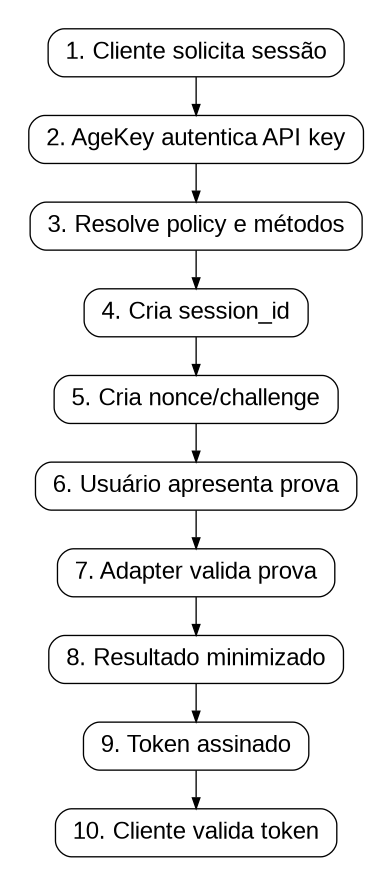 1. Cliente solicita sessão
2. AgeKey autentica API key
3. Resolve policy e métodos
4. Cria session_id
5. Cria nonce/challenge
6. Usuário apresenta prova
7. Adapter valida prova
8. Resultado minimizado
9. Token assinado
10. Cliente valida token